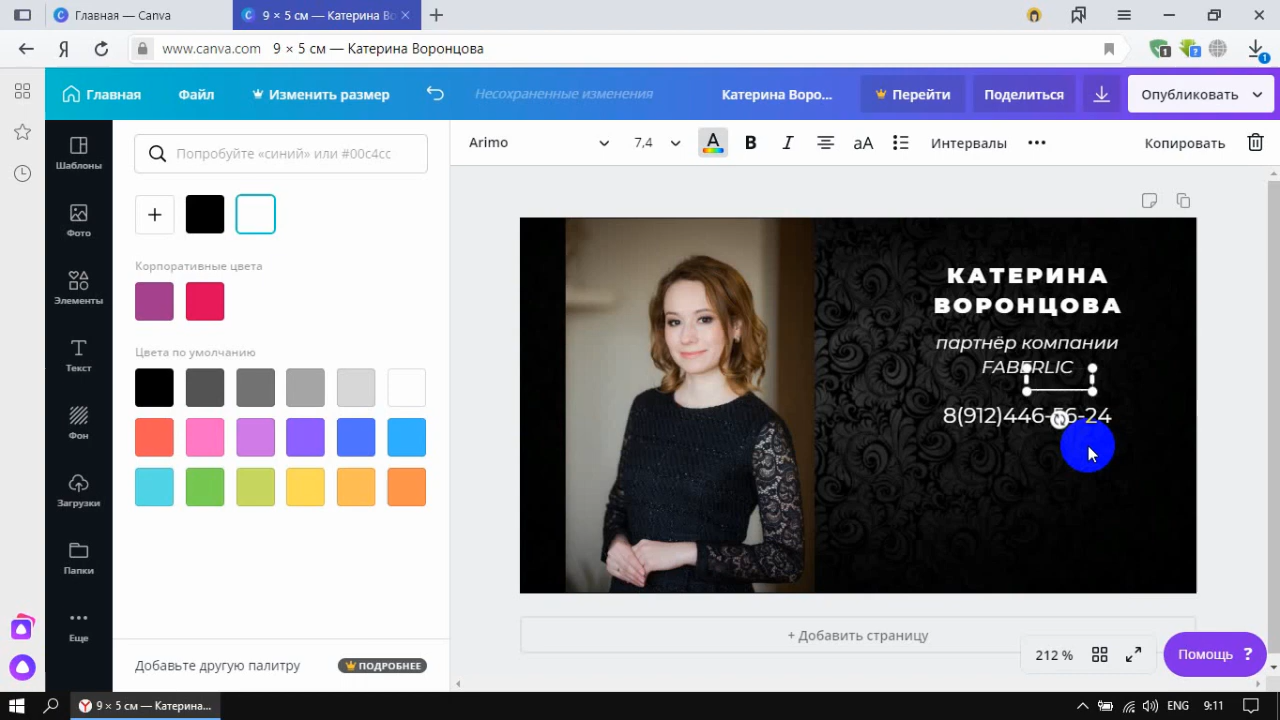 Главная — Canva
9 × 5 см — Катерина Во
www.canva.com 9 × 5 см — Катерина Воронцова
Главная Файл Изменить размер Несохраненные изменения Катерина Воро... Перейти Поделиться Опубликовать
Arimo 7,4 A B I aA Интервалы Копировать
Попробуйте «синий» или #00c4cc
Шаблоны
Фото
Элементы
Текст
Фон
Загрузки
Папки
Еще
Корпоративные цвета
Цвета по умолчанию
Добавьте другую палитру ПОДРОБНЕЕ
КАТЕРИНА
ВОРОНЦОВА
партнёр компании
FABERLIC
8(912)446-56-24
+ Добавить страницу
212 % Помощь ?
9 × 5 см — Катерина... ENG 9:11